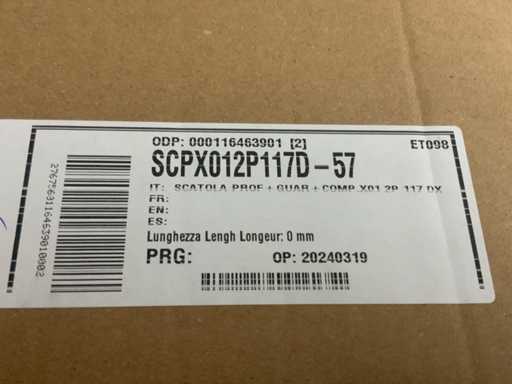 ODP: 000116463901 [2]
ET098
SCPX012P117D-57
IT: SCATOLA PROF + GUAR + COMP X01 2P 117 DX
FR:
EN:
ES:
Lunghezza Lengh Longeur: 0 mm
PRG:
OP: 20240319